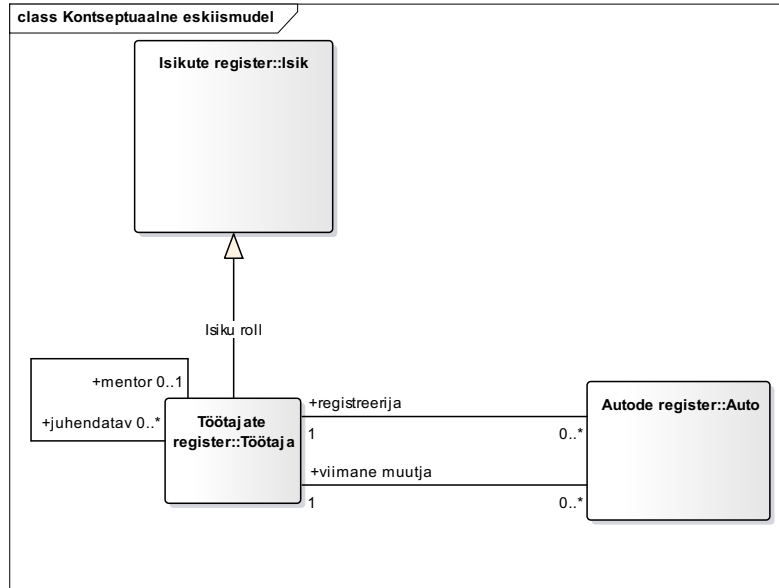 class Kontseptuaalne eskiismudel
Isikute register::Isik
Isiku roll
+mentor 0..1
+juhendatav 0..*
Töötajate
register::Töötaja
+registreerija
1
0..*
+viimane muutja
1
0..*
Autode register::Auto